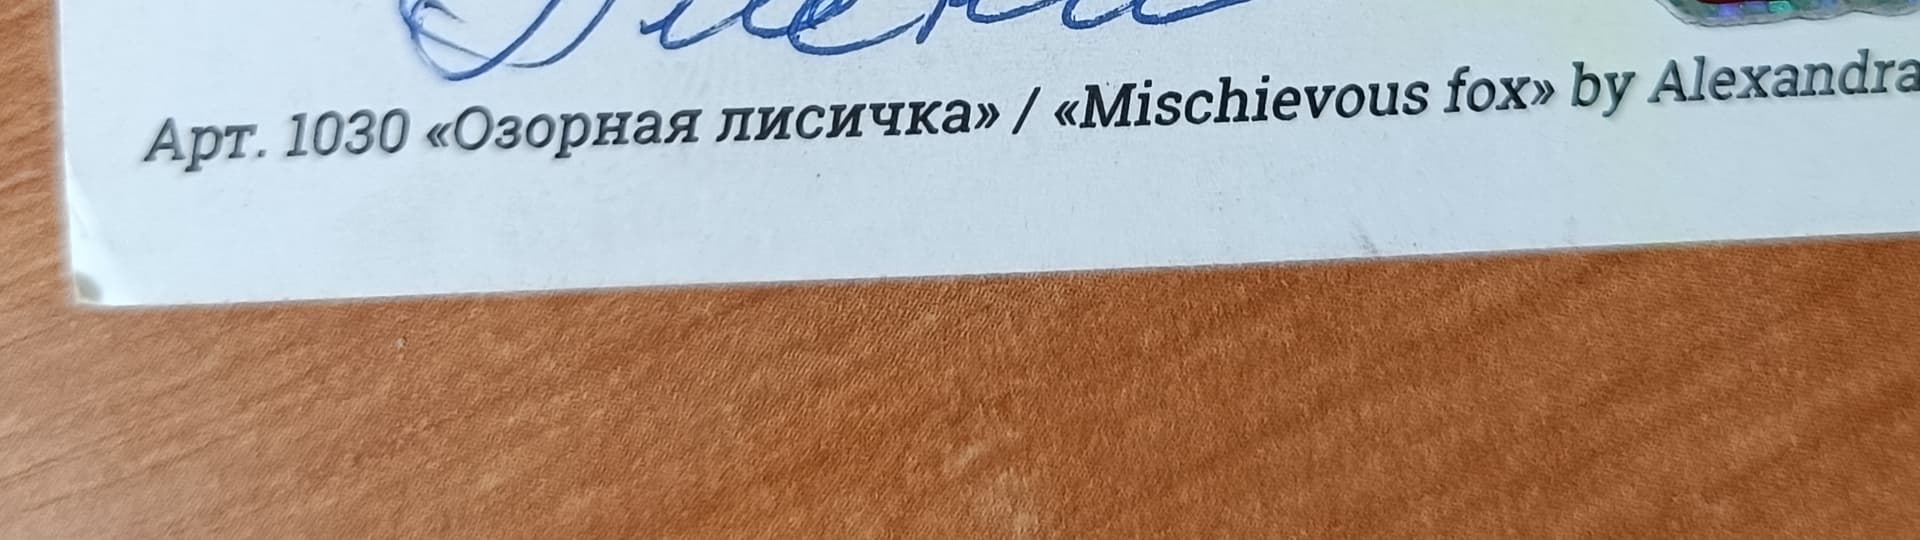 Арт. 1030 «Озорная лисичка» / «Mischievous fox» by Alexandra